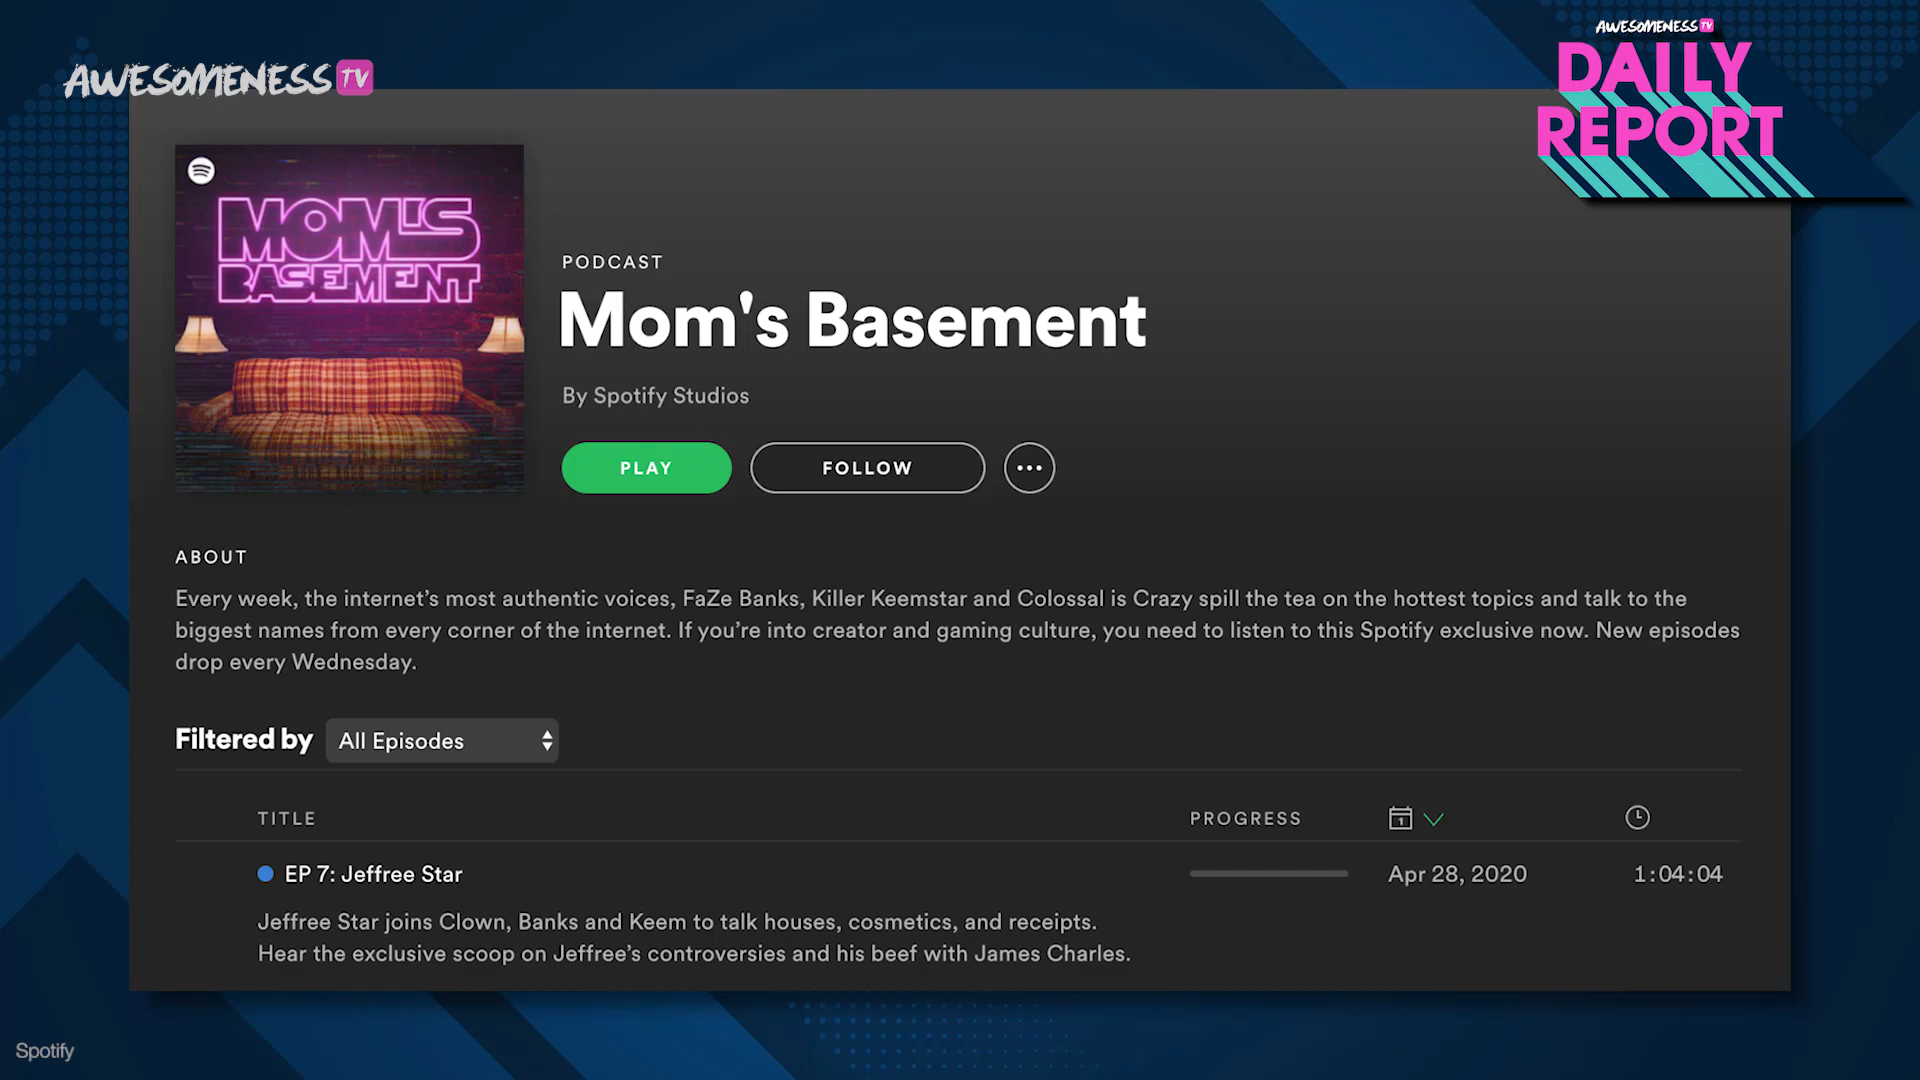 AWESOMENESS TV
AWESOMENESS TV
DAILY
REPORT
MOM'S
BASEMENT
PODCAST
Mom's Basement
By Spotify Studios
PLAY
FOLLOW
ABOUT
Every week, the internet’s most authentic voices, FaZe Banks, Killer Keemstar and Colossal is Crazy spill the tea on the hottest topics and talk to the
biggest names from every corner of the internet. If you’re into creator and gaming culture, you need to listen to this Spotify exclusive now. New episodes
drop every Wednesday.
Filtered by All Episodes
TITLE PROGRESS 1
EP 7: Jeffree Star Apr 28, 2020 1:04:04
Jeffree Star joins Clown, Banks and Keem to talk houses, cosmetics, and receipts.
Hear the exclusive scoop on Jeffree’s controversies and his beef with James Charles.
Spotify